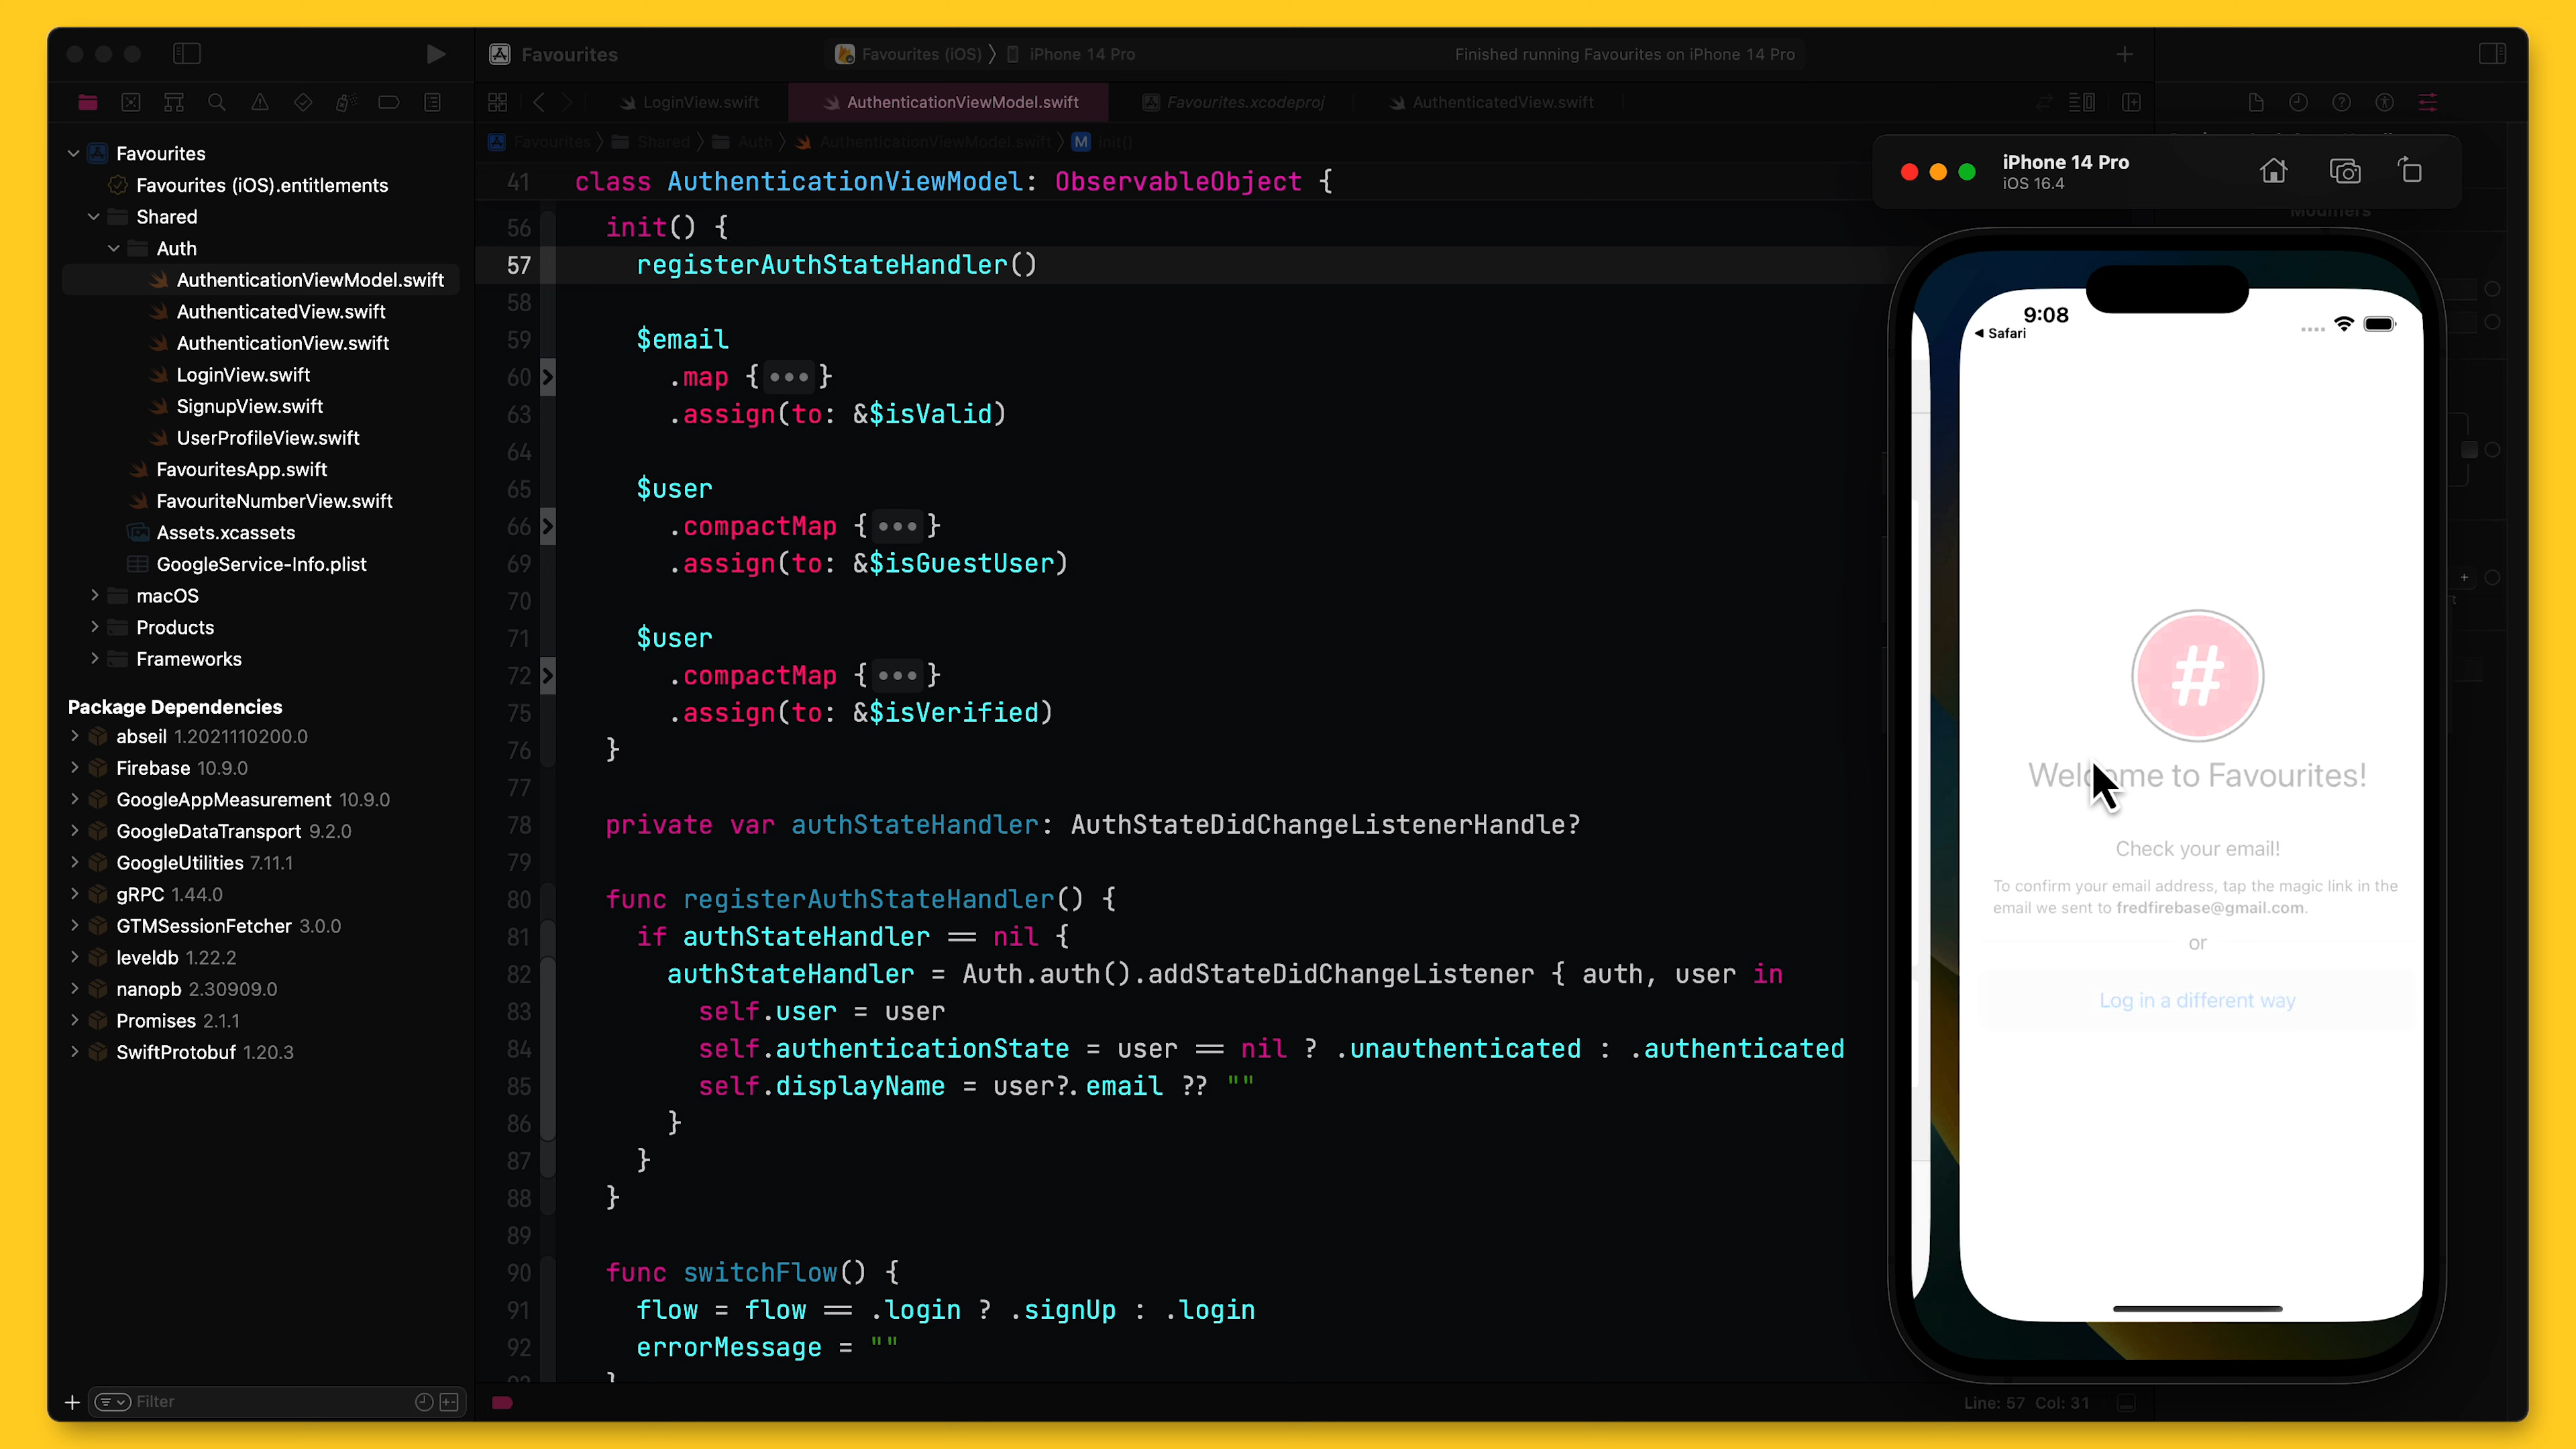 Favourites
Favourites (iOS) 〉 iPhone 14 Pro
Finished running Favourites on iPhone 14 Pro
LoginView.swift
AuthenticationViewModel.swift
Favourites.xcodeproj
AuthenticatedView.swift
Favourites 〉 Shared 〉 Auth 〉 AuthenticationViewModel.swift 〉 M init()
Favourites
Favourites (iOS).entitlements
Shared
Auth
AuthenticationViewModel.swift
AuthenticatedView.swift
AuthenticationView.swift
LoginView.swift
SignupView.swift
UserProfileView.swift
FavouritesApp.swift
FavouriteNumberView.swift
Assets.xcassets
GoogleService-Info.plist
macOS
Products
Frameworks
Package Dependencies
abseil 1.2021110200.0
Firebase 10.9.0
GoogleAppMeasurement 10.9.0
GoogleDataTransport 9.2.0
GoogleUtilities 7.11.1
gRPC 1.44.0
GTMSessionFetcher 3.0.0
leveldb 1.22.2
nanopb 2.30909.0
Promises 2.1.1
SwiftProtobuf 1.20.3
Filter
41 class AuthenticationViewModel: ObservableObject {
56 init() {
57 registerAuthStateHandler()
58
59 $email
60 .map {•••}
63 .assign(to: &$isValid)
64
65 $user
66 .compactMap {•••}
69 .assign(to: &$isGuestUser)
70
71 $user
72 .compactMap {•••}
75 .assign(to: &$isVerified)
76 }
77
78 private var authStateHandler: AuthStateDidChangeListenerHandle?
79
80 func registerAuthStateHandler() {
81 if authStateHandler == nil {
82 authStateHandler = Auth.auth().addStateDidChangeListener { auth, user in
83 self.user = user
84 self.authenticationState = user == nil ? .unauthenticated : .authenticated
85 self.displayName = user?.email ?? ""
86 }
87 }
88 }
89
90 func switchFlow() {
91 flow = flow == .login ? .signUp : .login
92 errorMessage = ""
Line: 57 Col: 31
iPhone 14 Pro
iOS 16.4
Modifiers
9:08
◀ Safari
#
Welcome to Favourites!
Check your email!
To confirm your email address, tap the magic link in the
email we sent to fredfirebase@gmail.com.
or
Log in a different way